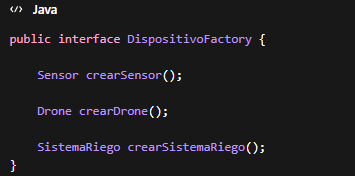 </> Java
public interface DispositivoFactory {
Sensor crearSensor();
Drone crearDrone();
SistemaRiego crearSistemaRiego();
}